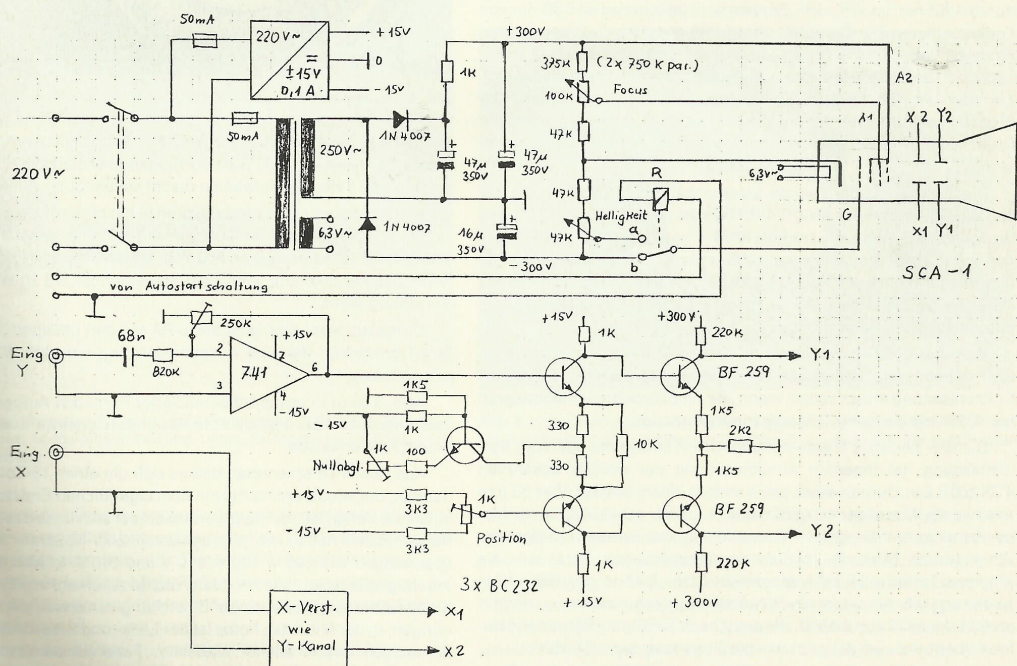 50mA
220V~
=
±15V
0,1A
+15V
0
-15V
+300V
1K
375K (2x 750K par.)
100K
Focus
A2
A1
X2 Y2
50mA
250V~
1N4007
47µ
350V
47µ
350V
47K
220V~
6,3V~
47K
R
6,3V~
Helligkeit
a
G
6,3V~
1N4007
16µ
350V
47K
b
X1 Y1
-300V
SCA-1
von Autostartschaltung
250K
+15V
+15V
1K
+300V
220K
Eing
Y
68n
820K
2
7
741
6
3
4
-15V
Y1
BF 259
1K5
-15V
1K
330
10K
1K5
2K2
Eing.
X
1K
100
Nullabgl.
330
1K5
+15V
3K3
1K
BF 259
-15V
3K3
Position
Y2
1K
220K
3x BC232
+15V
+300V
X-Verst.
wie
Y-Kanal
X1
X2